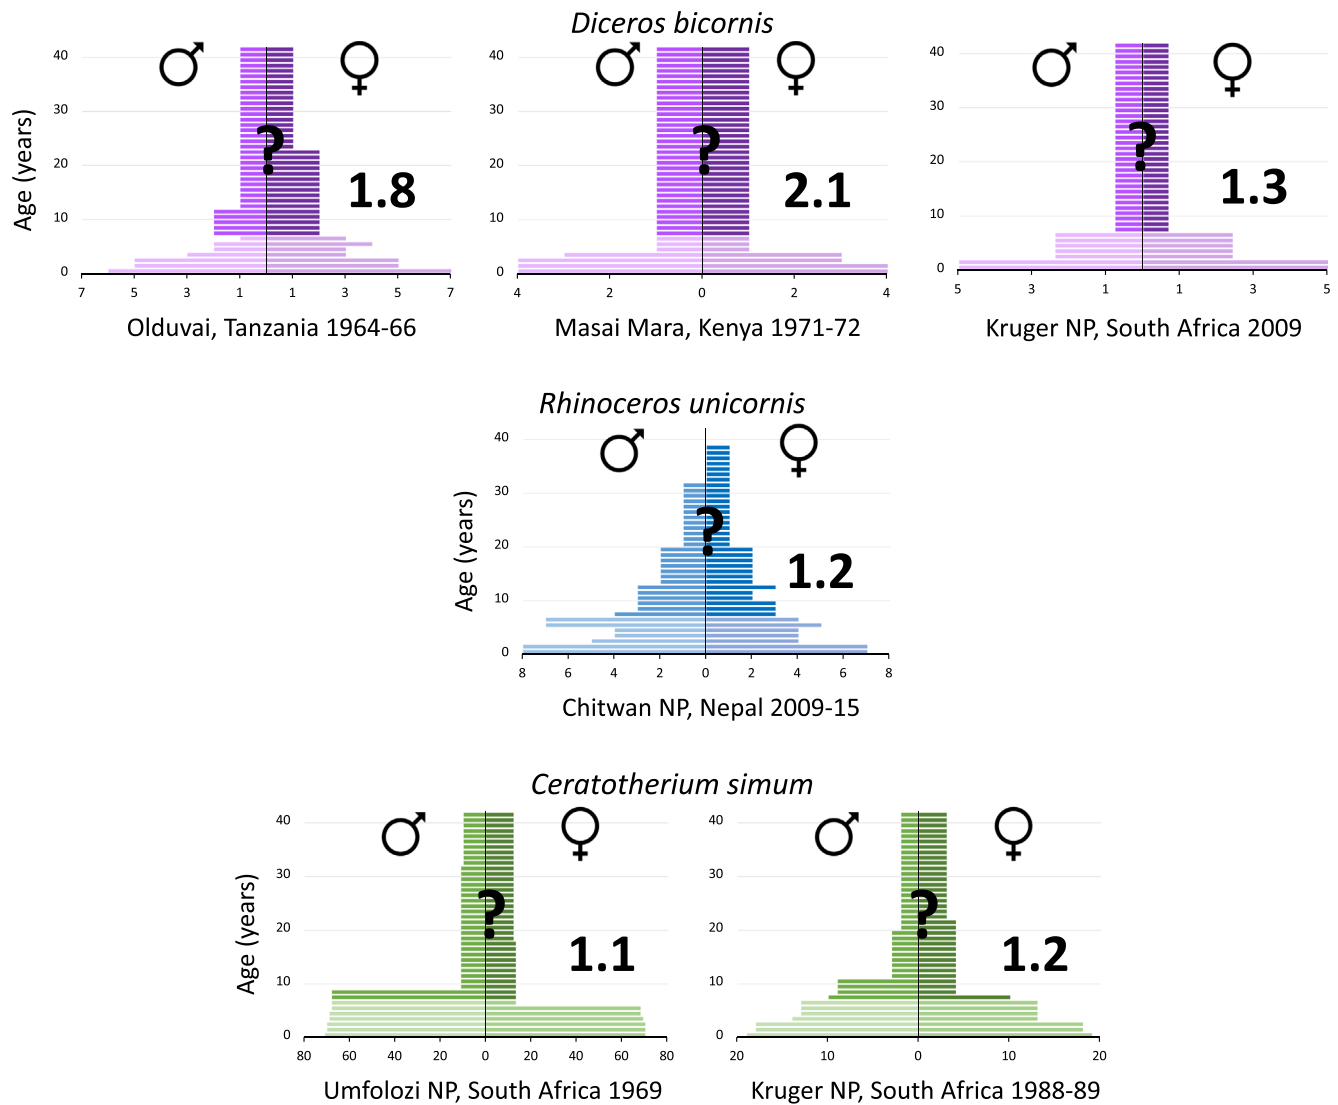 Diceros bicornis
Age (years)
40
30
20
10
0
?
1.8
7 5 3 1 1 3 5 7
Olduvai, Tanzania 1964-66
40
30
20
10
0
?
2.1
4 2 0 2 4
Masai Mara, Kenya 1971-72
40
30
20
10
0
?
1.3
5 3 1 1 3 5
Kruger NP, South Africa 2009
Rhinoceros unicornis
Age (years)
40
30
20
10
0
?
1.2
8 6 4 2 0 2 4 6 8
Chitwan NP, Nepal 2009-15
Ceratotherium simum
Age (years)
40
30
20
10
0
?
1.1
80 60 40 20 0 20 40 60 80
Umfolozi NP, South Africa 1969
40
30
20
10
0
?
1.2
20 10 0 10 20
Kruger NP, South Africa 1988-89